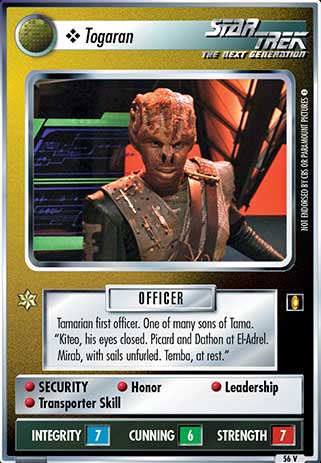 ❖ Togaran
STAR TREK
THE NEXT GENERATION
NOT ENDORSED BY CBS OR PARAMOUNT PICTURES
OFFICER
Tamarian first officer. One of many sons of Tama.
"Kiteo, his eyes closed. Picard and Dathon at El-Adrel.
Mirab, with sails unfurled. Temba, at rest."
SECURITY Honor Leadership
Transporter Skill
INTEGRITY 7 CUNNING 6 STRENGTH 7
56 V